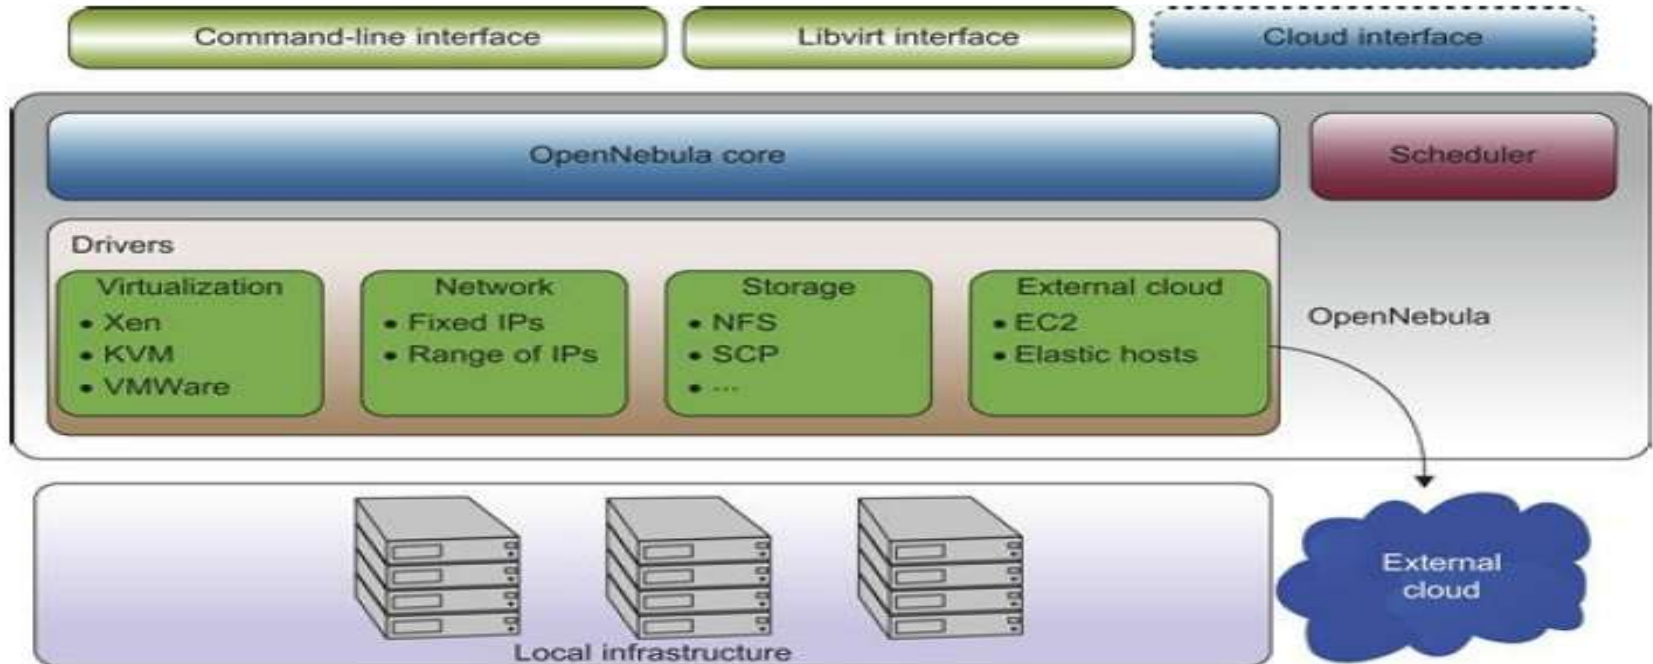 Command-line interface
Libvirt interface
Cloud interface
OpenNebula core
Scheduler
Drivers
Virtualization
• Xen
• KVM
• VMWare
Network
• Fixed IPs
• Range of IPs
Storage
• NFS
• SCP
• ...
External cloud
• EC2
• Elastic hosts
OpenNebula
Local infrastructure
External
cloud